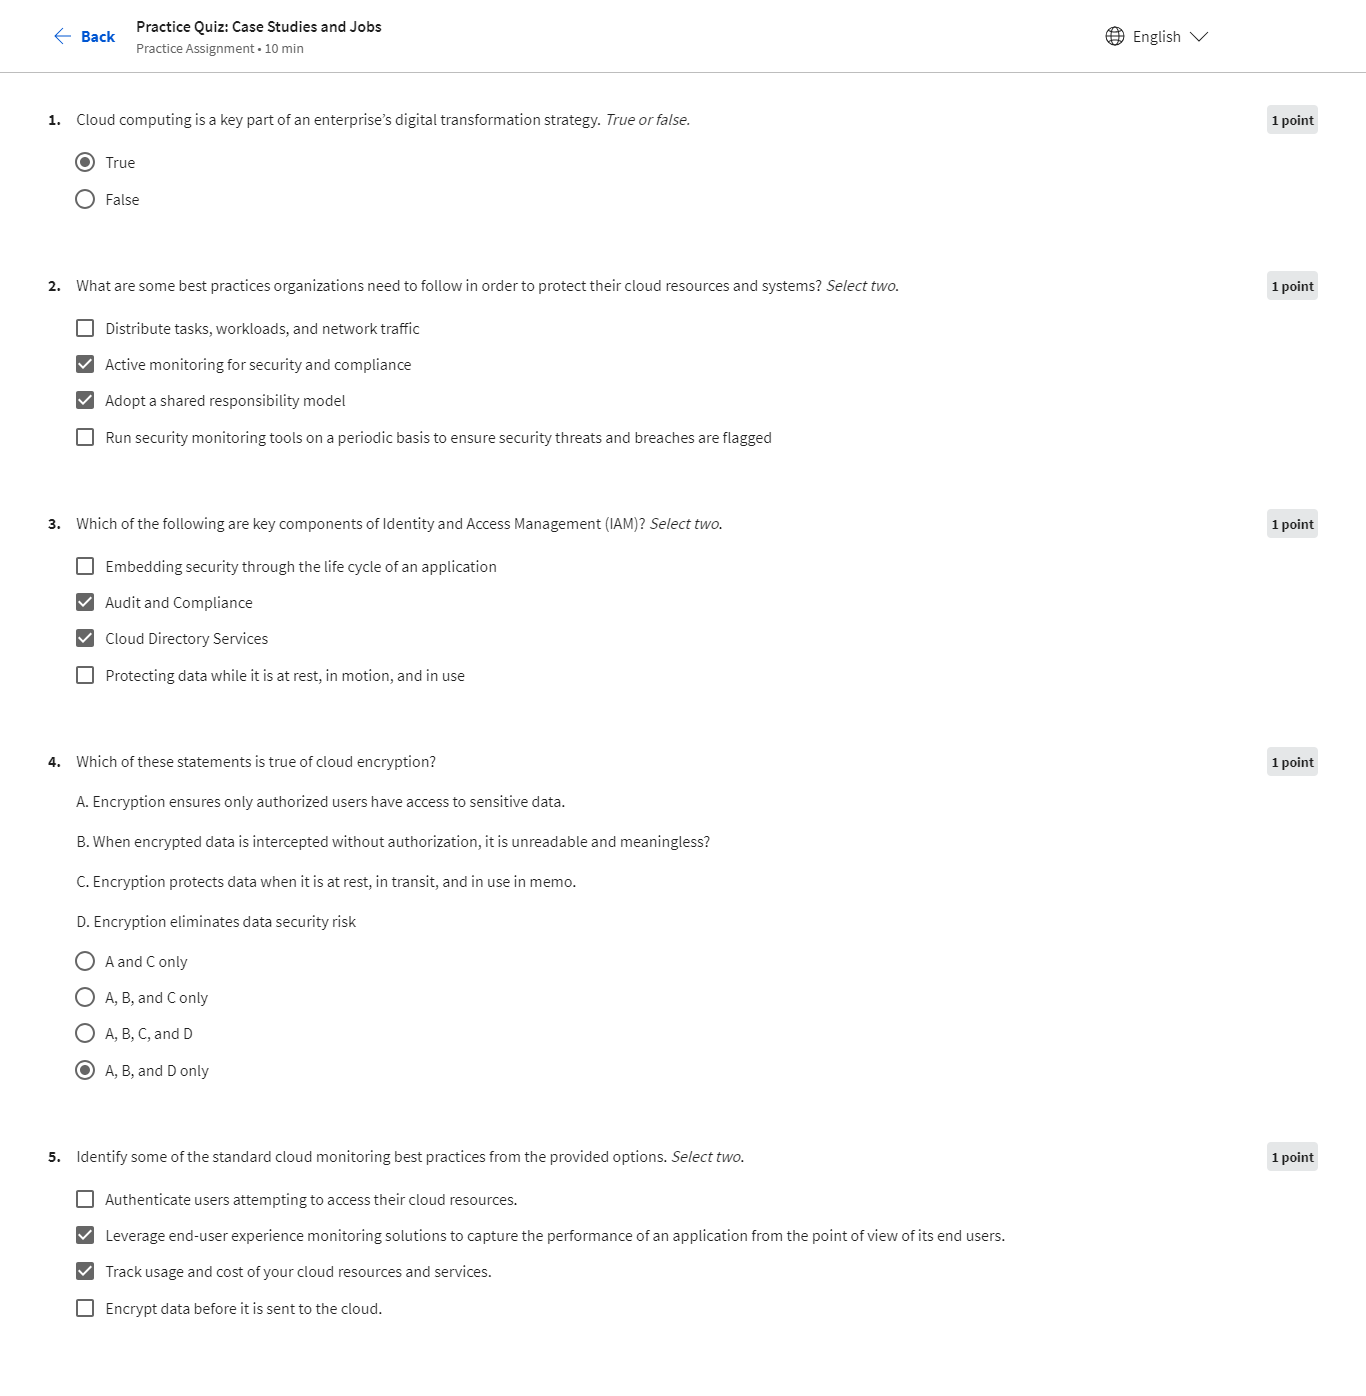 Back
Practice Quiz: Case Studies and Jobs
Practice Assignment • 10 min
English
1. Cloud computing is a key part of an enterprise’s digital transformation strategy. True or false.
1 point
True
False
2. What are some best practices organizations need to follow in order to protect their cloud resources and systems? Select two.
1 point
Distribute tasks, workloads, and network traffic
Active monitoring for security and compliance
Adopt a shared responsibility model
Run security monitoring tools on a periodic basis to ensure security threats and breaches are flagged
3. Which of the following are key components of Identity and Access Management (IAM)? Select two.
1 point
Embedding security through the life cycle of an application
Audit and Compliance
Cloud Directory Services
Protecting data while it is at rest, in motion, and in use
4. Which of these statements is true of cloud encryption?
1 point
A. Encryption ensures only authorized users have access to sensitive data.
B. When encrypted data is intercepted without authorization, it is unreadable and meaningless?
C. Encryption protects data when it is at rest, in transit, and in use in memo.
D. Encryption eliminates data security risk
A and C only
A, B, and C only
A, B, C, and D
A, B, and D only
5. Identify some of the standard cloud monitoring best practices from the provided options. Select two.
1 point
Authenticate users attempting to access their cloud resources.
Leverage end-user experience monitoring solutions to capture the performance of an application from the point of view of its end users.
Track usage and cost of your cloud resources and services.
Encrypt data before it is sent to the cloud.